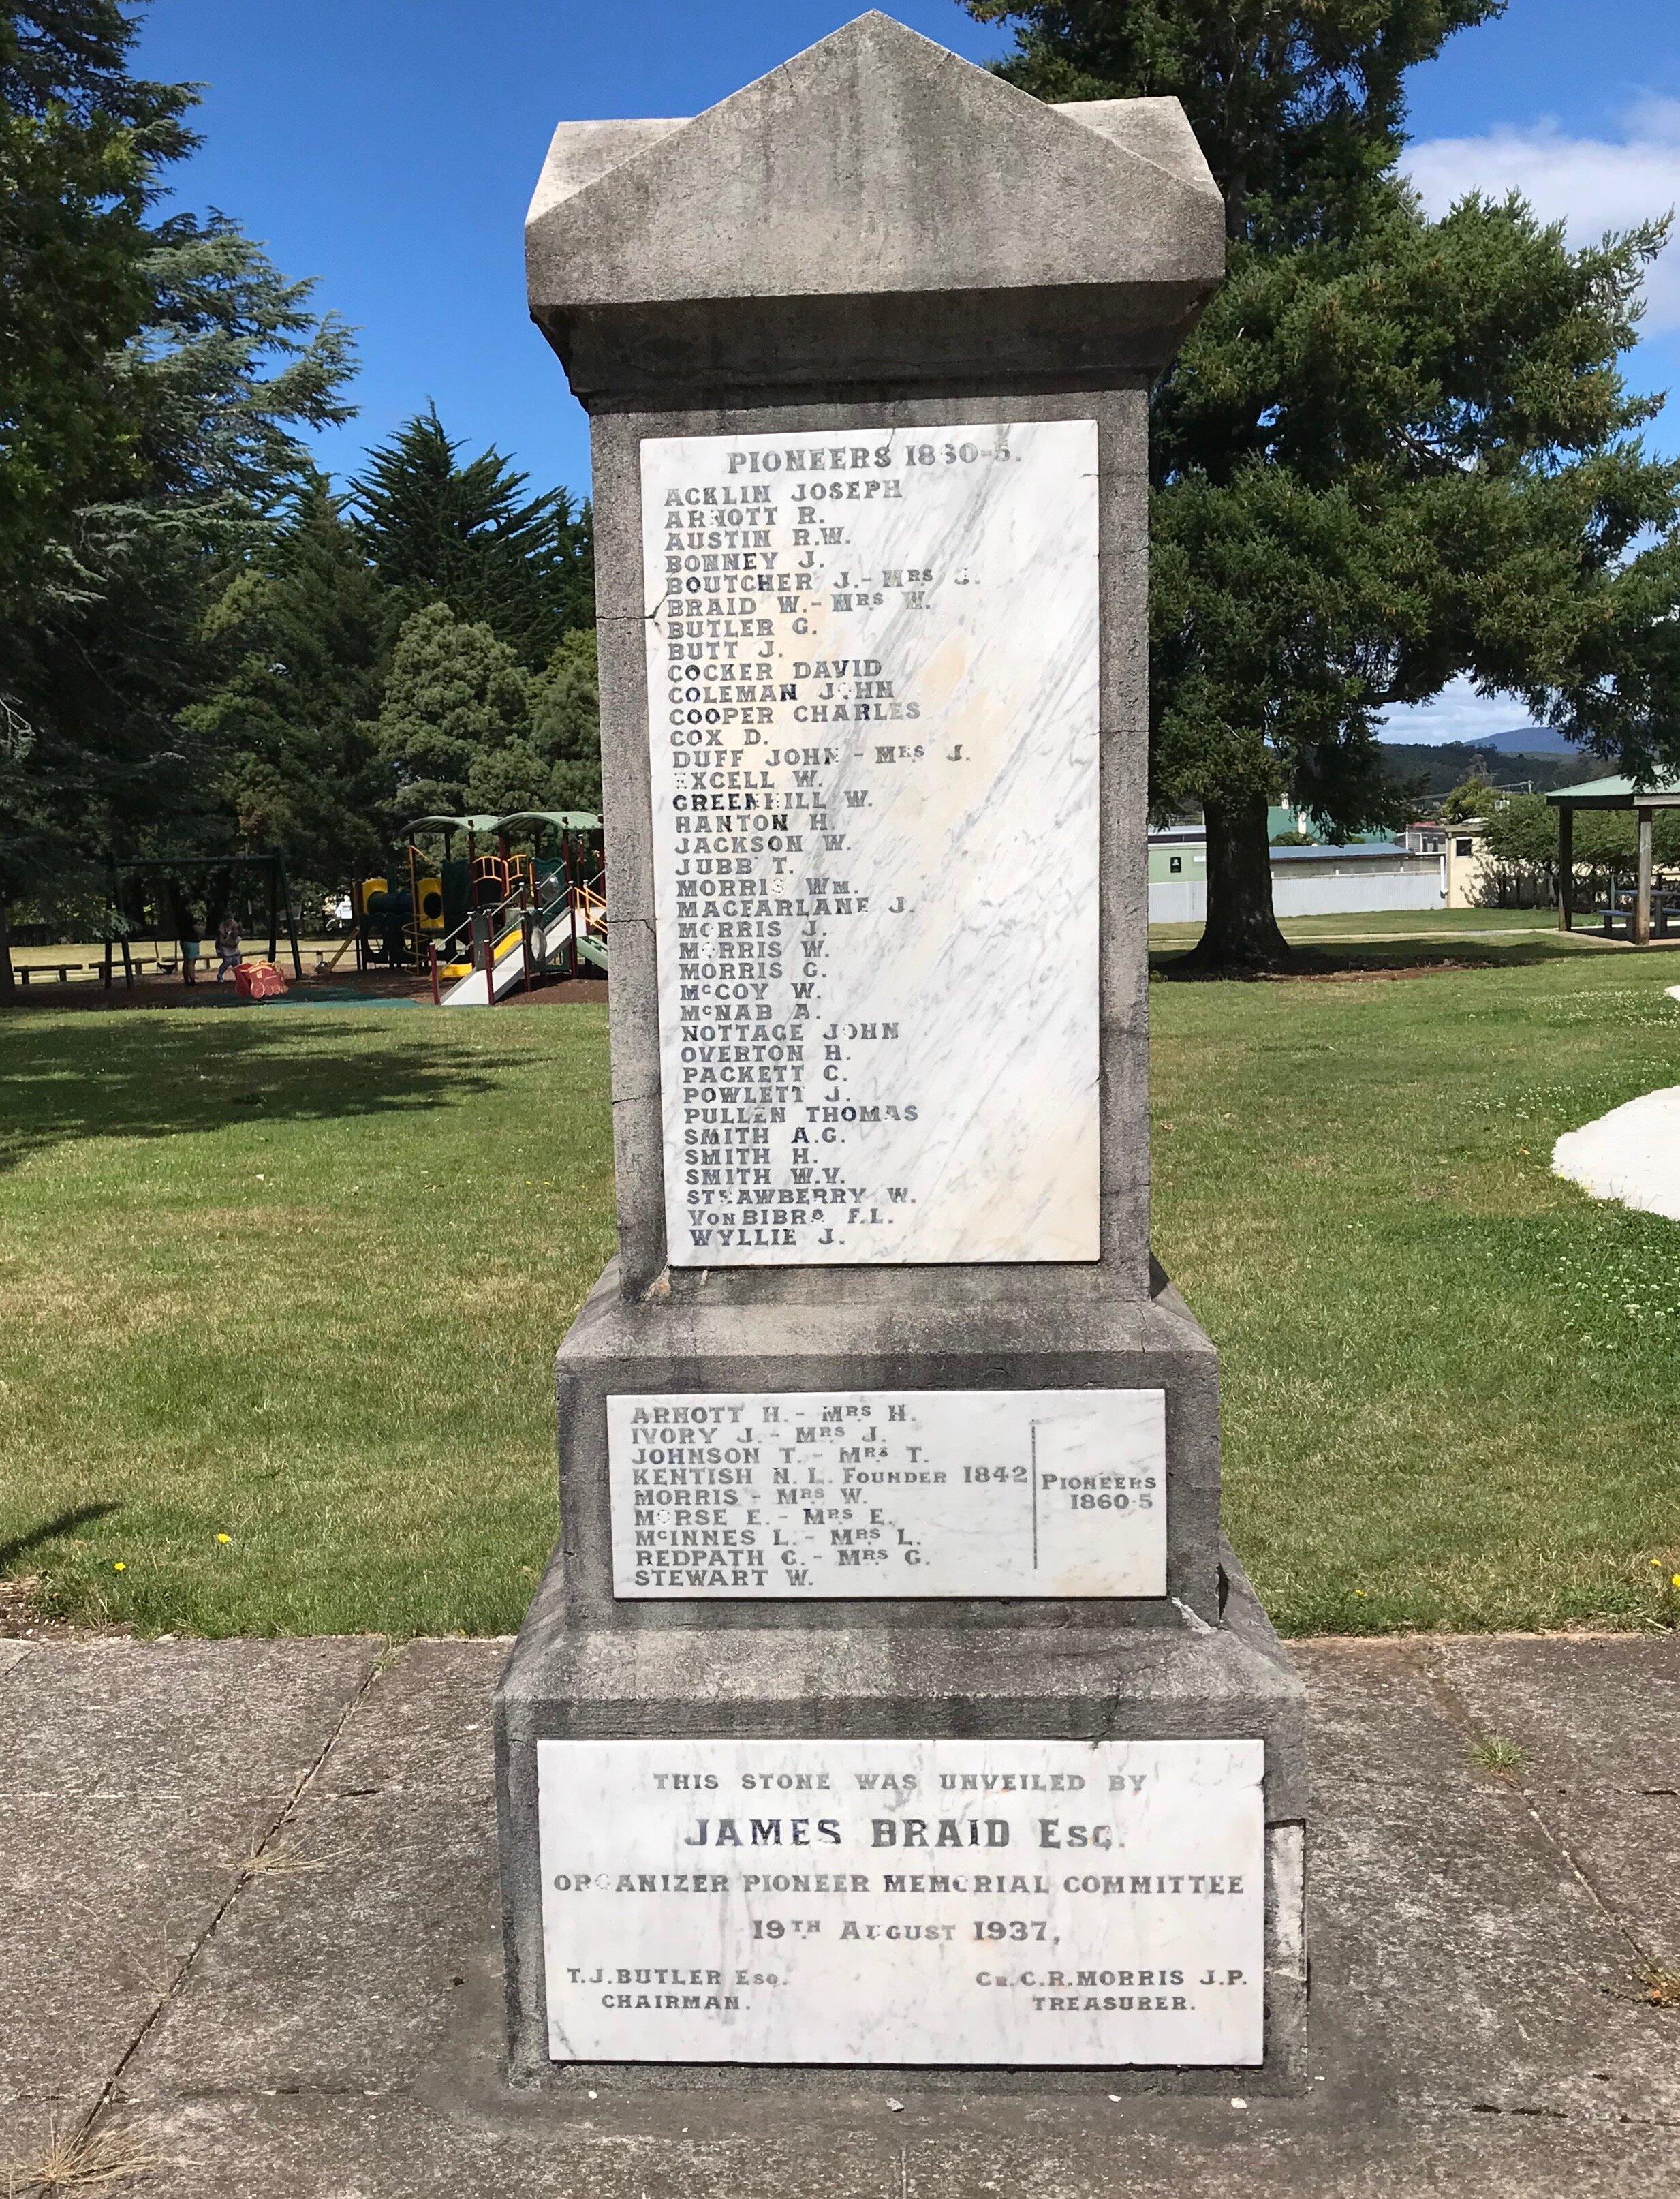 PIONEERS 1860-5.
ACKLIN JOSEPH
ARNOTT R.
AUSTIN R.W.
BONNEY J.
BOUTCHER J.- MRS J.
BRAID W.- MRS W.
BUTLER G.
BUTT J.
COCKER DAVID
COLEMAN JOHN
COOPER CHARLES
COX D.
DUFF JOHN - MRS J.
EXCELL W.
GREENHILL W.
HANTON H.
JACKSON W.
JUBB T.
MORRIS WM.
MACFARLANE J.
MORRIS J.
MORRIS W.
MORRIS G.
McCOY W.
McNAB A.
NOTTAGE JOHN
OVERTON H.
PACKETT C.
POWLETT J.
PULLEN THOMAS
SMITH A.G.
SMITH H.
SMITH W.V.
STRAWBERRY W.
VON BIBRA F.L.
WYLLIE J.
ARNOTT H.- MRS H.
IVORY J.- MRS J.
JOHNSON T.- MRS T.
KENTISH N. L. FOUNDER 1842
MORRIS - MRS W.
MORSE E.- MRS E.
McINNES L.- MRS L.
REDPATH G.- MRS G.
STEWART W.
PIONEERS
1860-5
THIS STONE WAS UNVEILED BY
JAMES BRAID ESQ.
ORGANIZER PIONEER MEMORIAL COMMITTEE
19TH AUGUST 1937,
T.J.BUTLER ESQ.
CHAIRMAN.
CR. C.R.MORRIS J.P.
TREASURER.